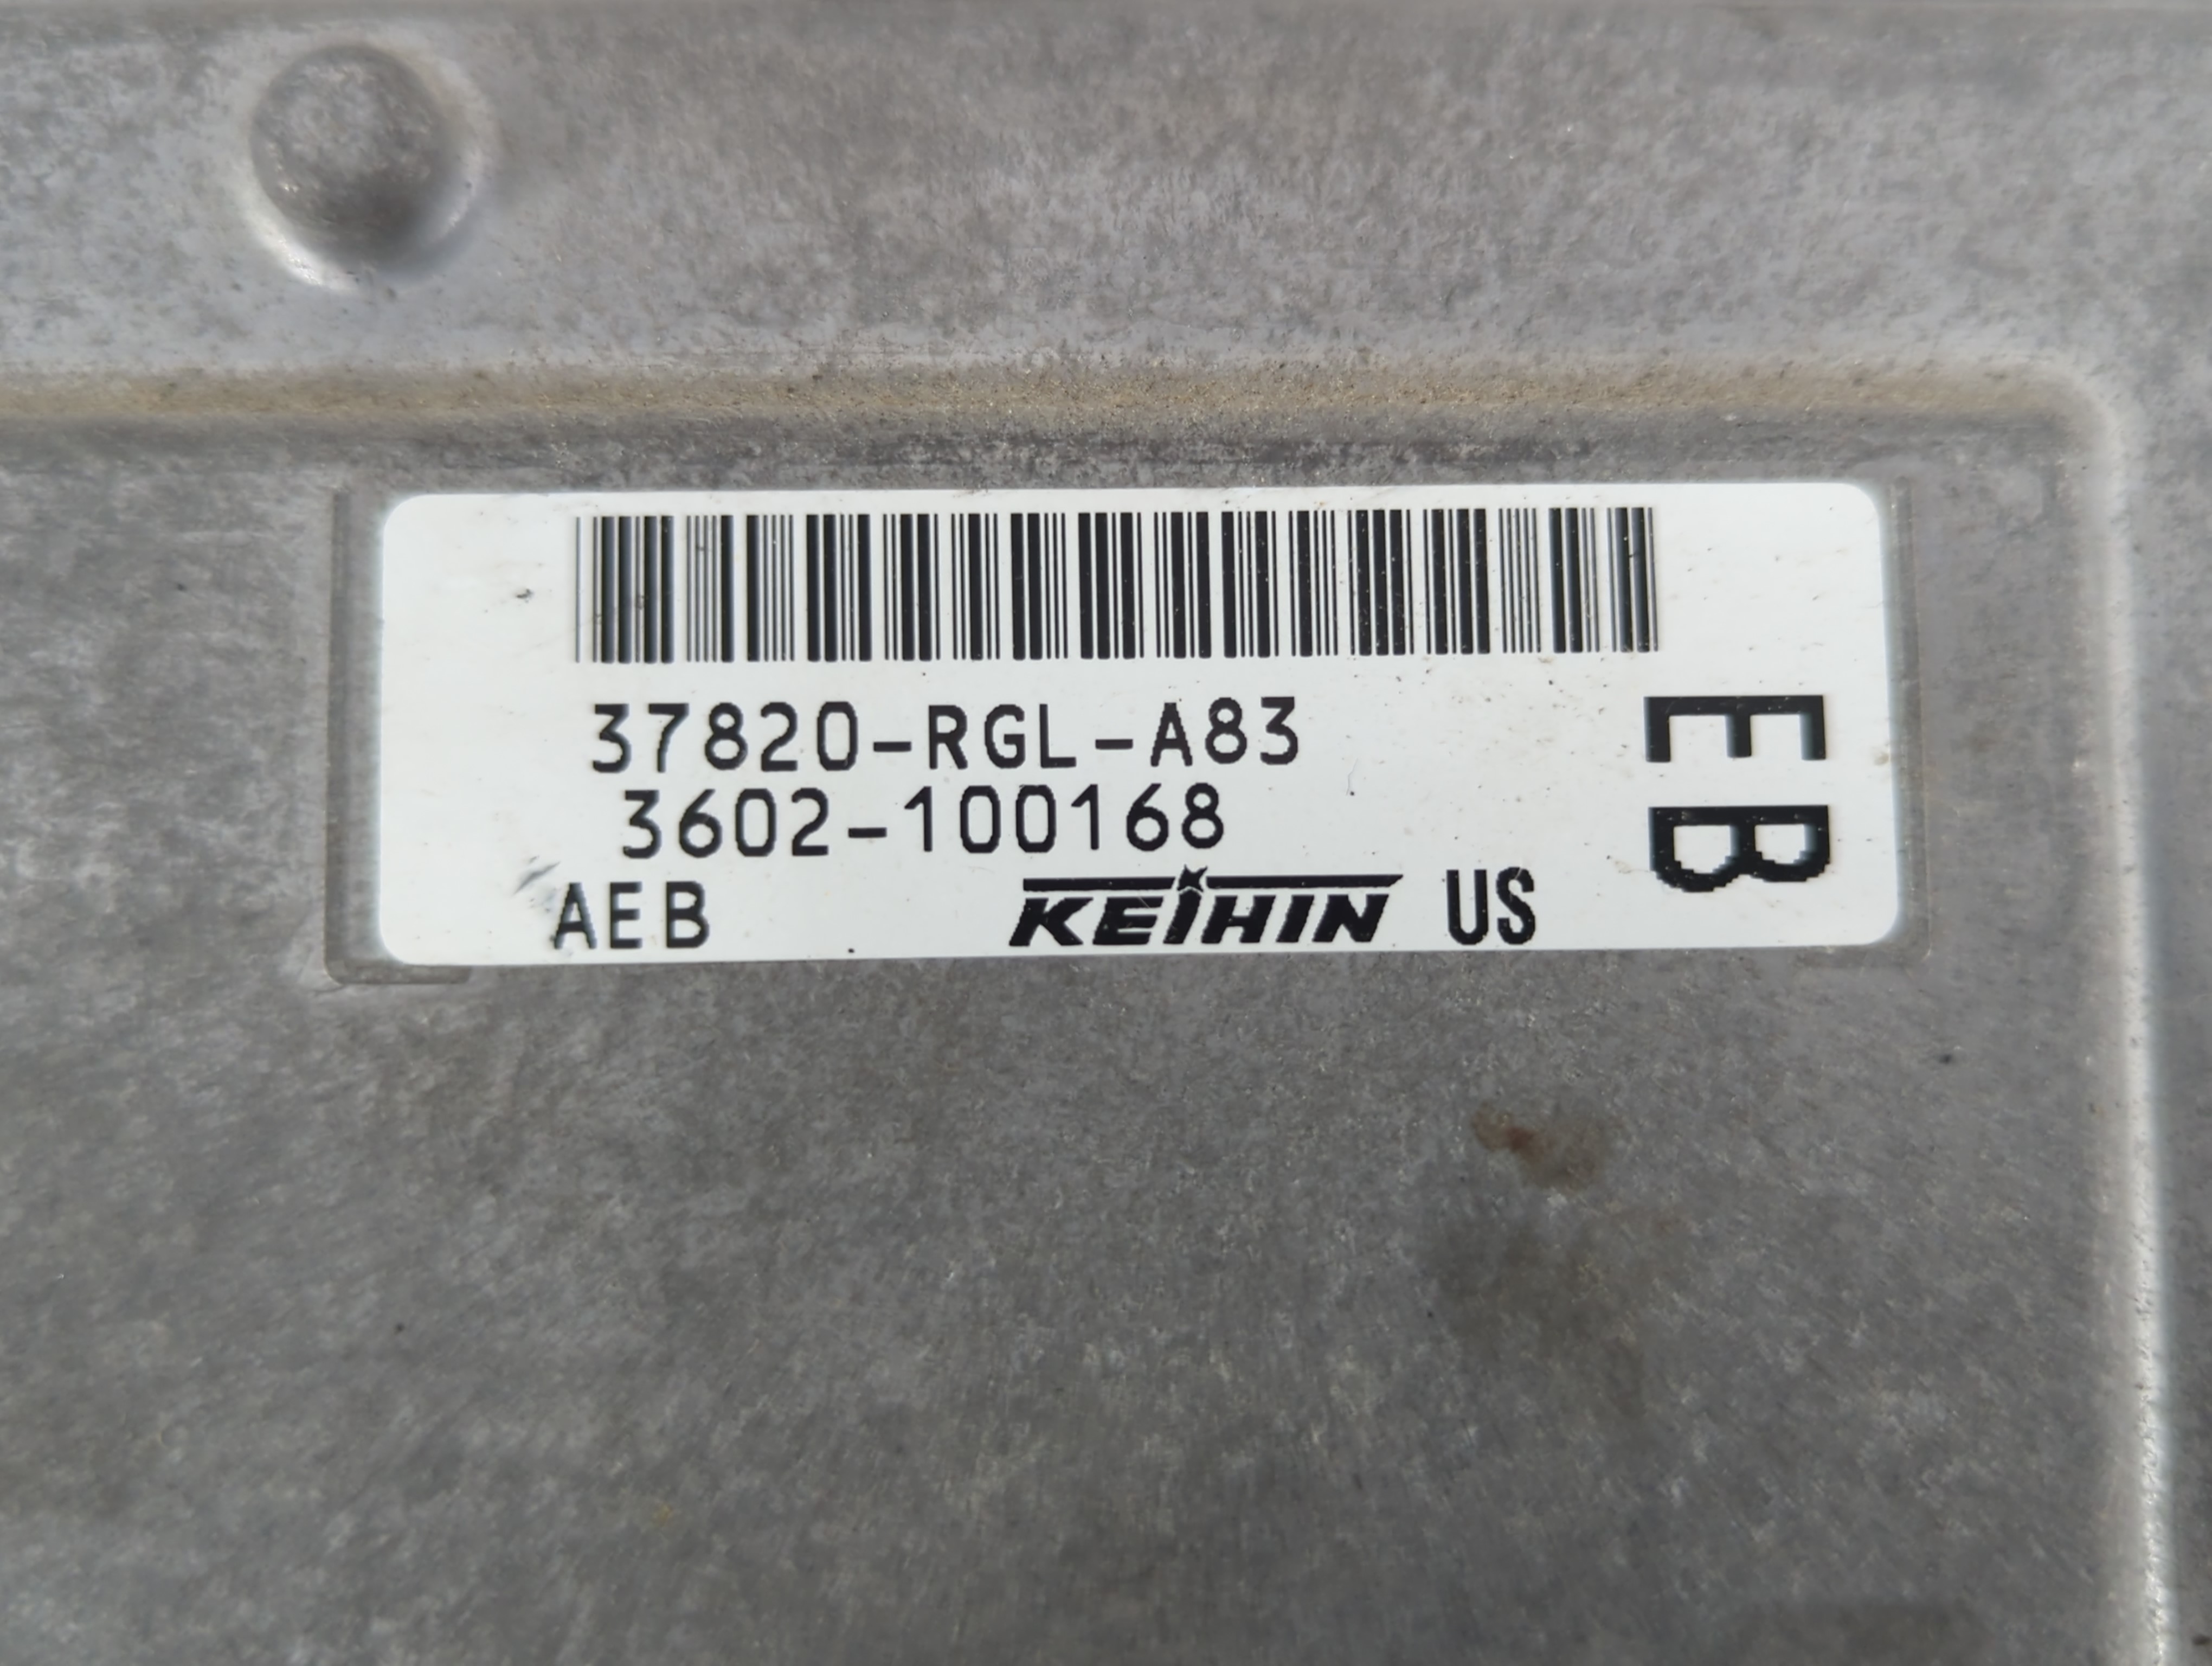 37820-RGL-A83
3602-100168
AEB KEIHIN US
EB